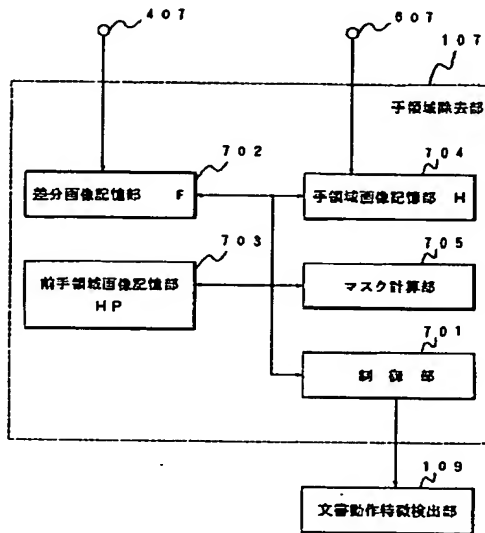 407
607
107
手領域除去部
702
704
差分画像記憶部 F
手領域画像記憶部 H
703
705
前手領域画像記憶部
HP
マスク計算部
701
制御部
109
文書動作特徴検出部